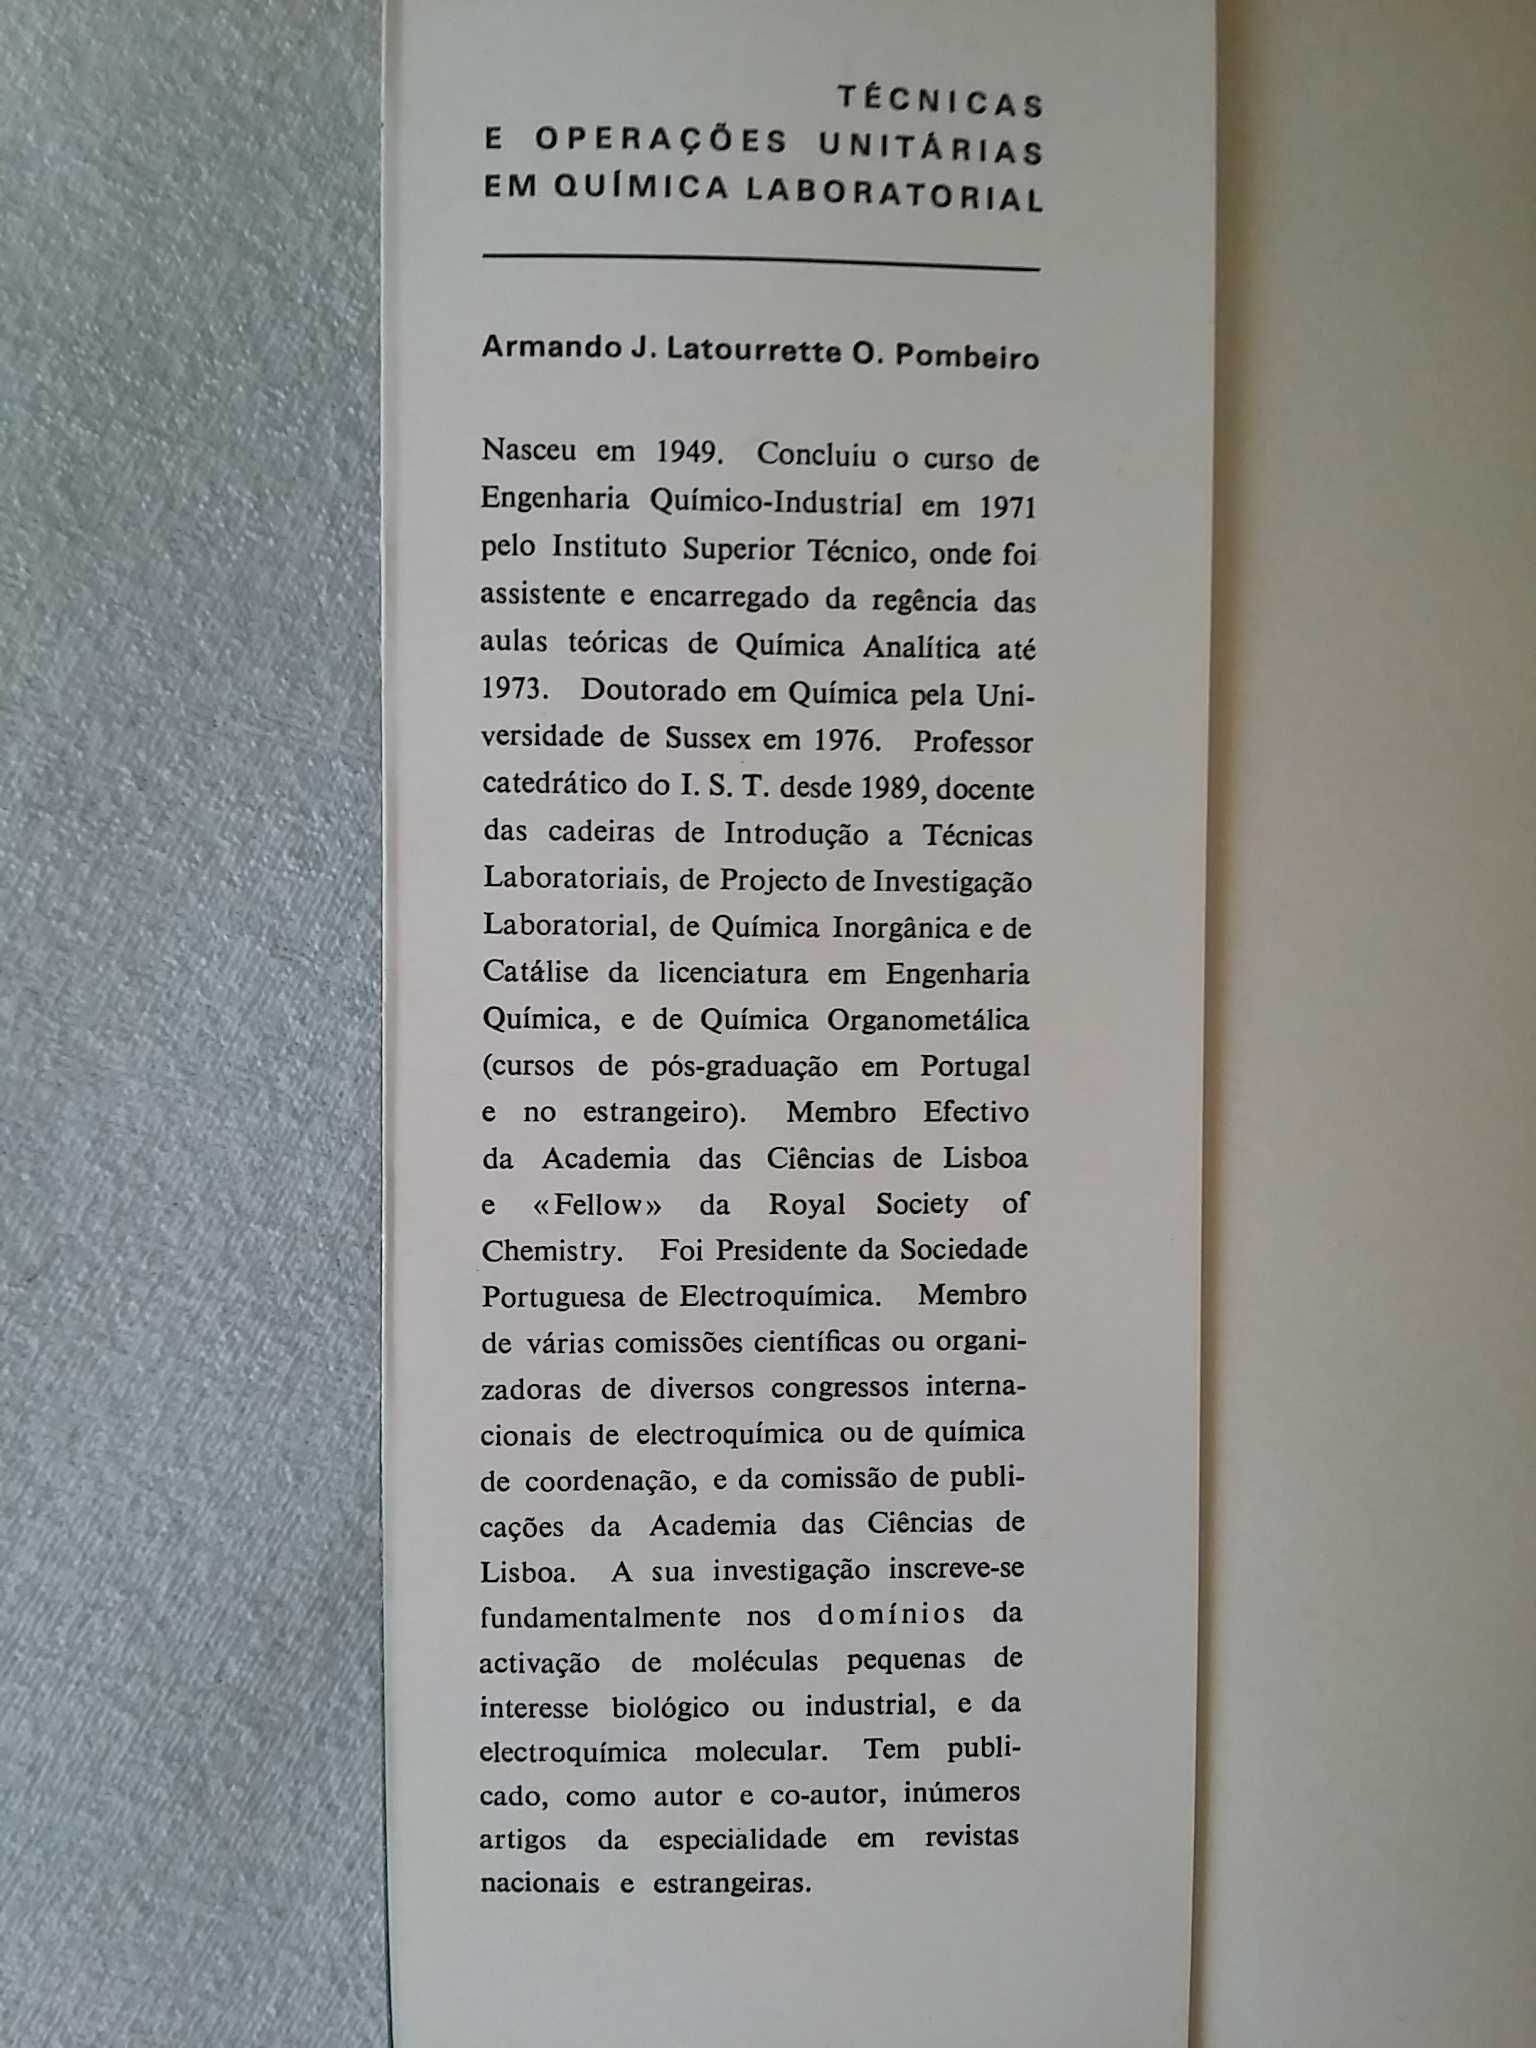 TÉCNICAS
E OPERAÇÕES UNITÁRIAS
EM QUÍMICA LABORATORIAL
Armando J. Latourrette O. Pombeiro
Nasceu em 1949. Concluiu o curso de
Engenharia Químico-Industrial em 1971
pelo Instituto Superior Técnico, onde foi
assistente e encarregado da regência das
aulas teóricas de Química Analítica até
1973. Doutorado em Química pela Uni-
versidade de Sussex em 1976. Professor
catedrático do I. S. T. desde 1989, docente
das cadeiras de Introdução a Técnicas
Laboratoriais, de Projecto de Investigação
Laboratorial, de Química Inorgânica e de
Catálise da licenciatura em Engenharia
Química, e de Química Organometálica
(cursos de pós-graduação em Portugal
e no estrangeiro). Membro Efectivo
da Academia das Ciências de Lisboa
e «Fellow» da Royal Society of
Chemistry. Foi Presidente da Sociedade
Portuguesa de Electroquímica. Membro
de várias comissões científicas ou organi-
zadoras de diversos congressos interna-
cionais de electroquímica ou de química
de coordenação, e da comissão de publi-
cações da Academia das Ciências de
Lisboa. A sua investigação inscreve-se
fundamentalmente nos domínios da
activação de moléculas pequenas de
interesse biológico ou industrial, e da
electroquímica molecular. Tem publi-
cado, como autor e co-autor, inúmeros
artigos da especialidade em revistas
nacionais e estrangeiras.